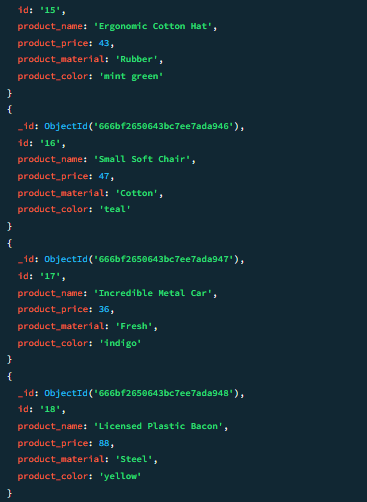 id: '15',
product_name: 'Ergonomic Cotton Hat',
product_price: 43,
product_material: 'Rubber',
product_color: 'mint green'
}
{
_id: ObjectId('666bf2650643bc7ee7ada946'),
id: '16',
product_name: 'Small Soft Chair',
product_price: 47,
product_material: 'Cotton',
product_color: 'teal'
}
{
_id: ObjectId('666bf2650643bc7ee7ada947'),
id: '17',
product_name: 'Incredible Metal Car',
product_price: 36,
product_material: 'Fresh',
product_color: 'indigo'
}
{
_id: ObjectId('666bf2650643bc7ee7ada948'),
id: '18',
product_name: 'Licensed Plastic Bacon',
product_price: 88,
product_material: 'Steel',
product_color: 'yellow'
}